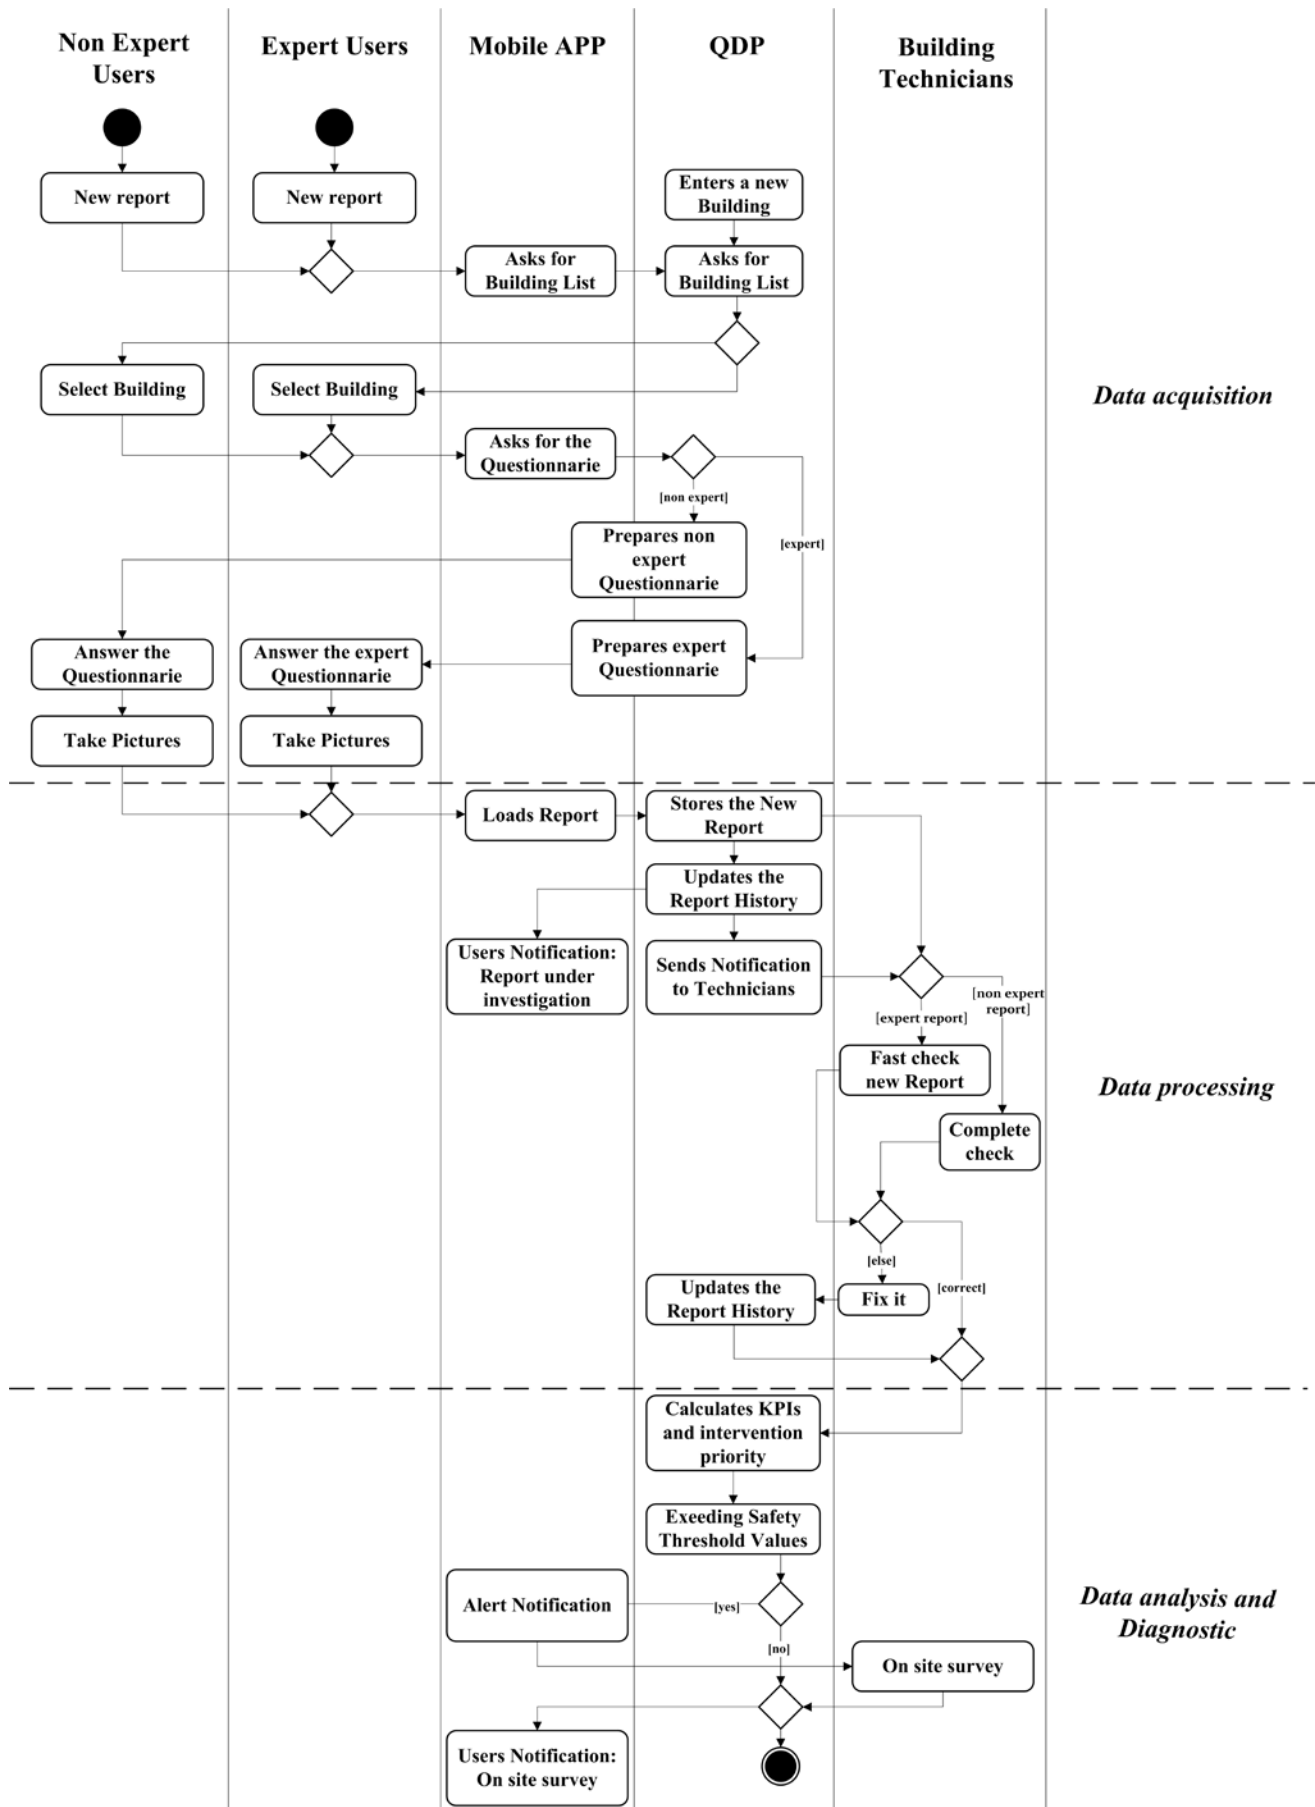 Non Expert
Users
Expert Users
Mobile APP
QDP
Building
Technicians
New report
New report
Enters a new
Building
Asks for
Building List
Asks for
Building List
Select Building
Select Building
Data acquisition
Asks for the
Questionnarie
[non expert]
[expert]
Prepares non
expert
Questionnarie
Prepares expert
Questionnarie
Answer the
Questionnarie
Answer the expert
Questionnarie
Take Pictures
Take Pictures
Loads Report
Stores the New
Report
Updates the
Report History
Users Notification:
Report under
investigation
Sends Notification
to Technicians
[non expert
report]
[expert report]
Fast check
new Report
Data processing
Complete
check
[else]
[correct]
Updates the
Report History
Fix it
Calculates KPIs
and intervention
priority
Exeeding Safety
Threshold Values
Alert Notification
[yes]
[no]
Data analysis and
Diagnostic
On site survey
Users Notification:
On site survey